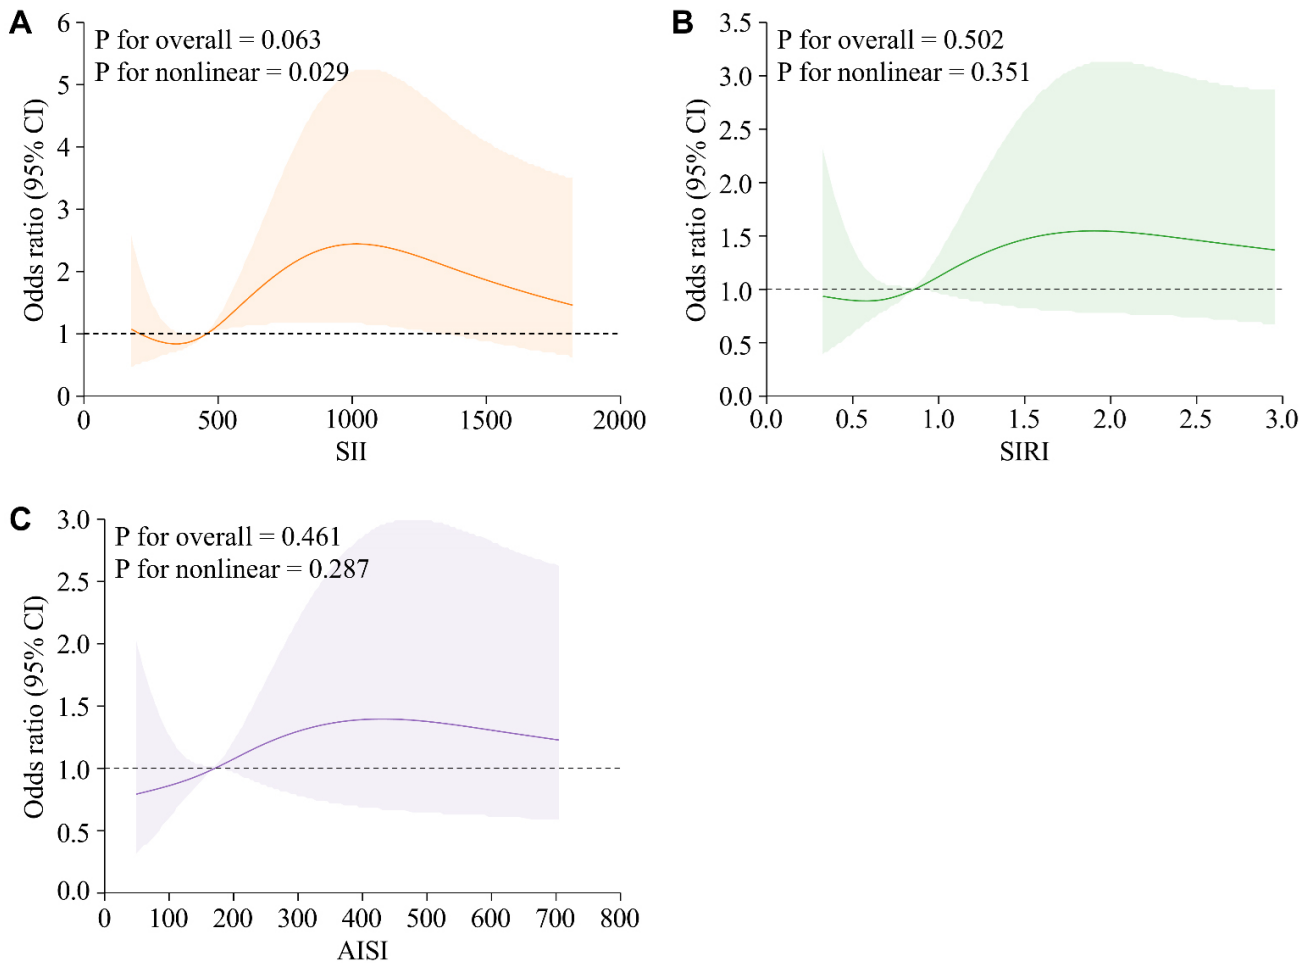 A
P for overall = 0.063
P for nonlinear = 0.029
Odds ratio (95% CI)
6
5
4
3
2
1
0
0 500 1000 1500 2000
SII
B
P for overall = 0.502
P for nonlinear = 0.351
Odds ratio (95% CI)
3.5
3.0
2.5
2.0
1.5
1.0
0.5
0.0
0.0 0.5 1.0 1.5 2.0 2.5 3.0
SIRI
C
P for overall = 0.461
P for nonlinear = 0.287
Odds ratio (95% CI)
3.0
2.5
2.0
1.5
1.0
0.5
0.0
0 100 200 300 400 500 600 700 800
AISI